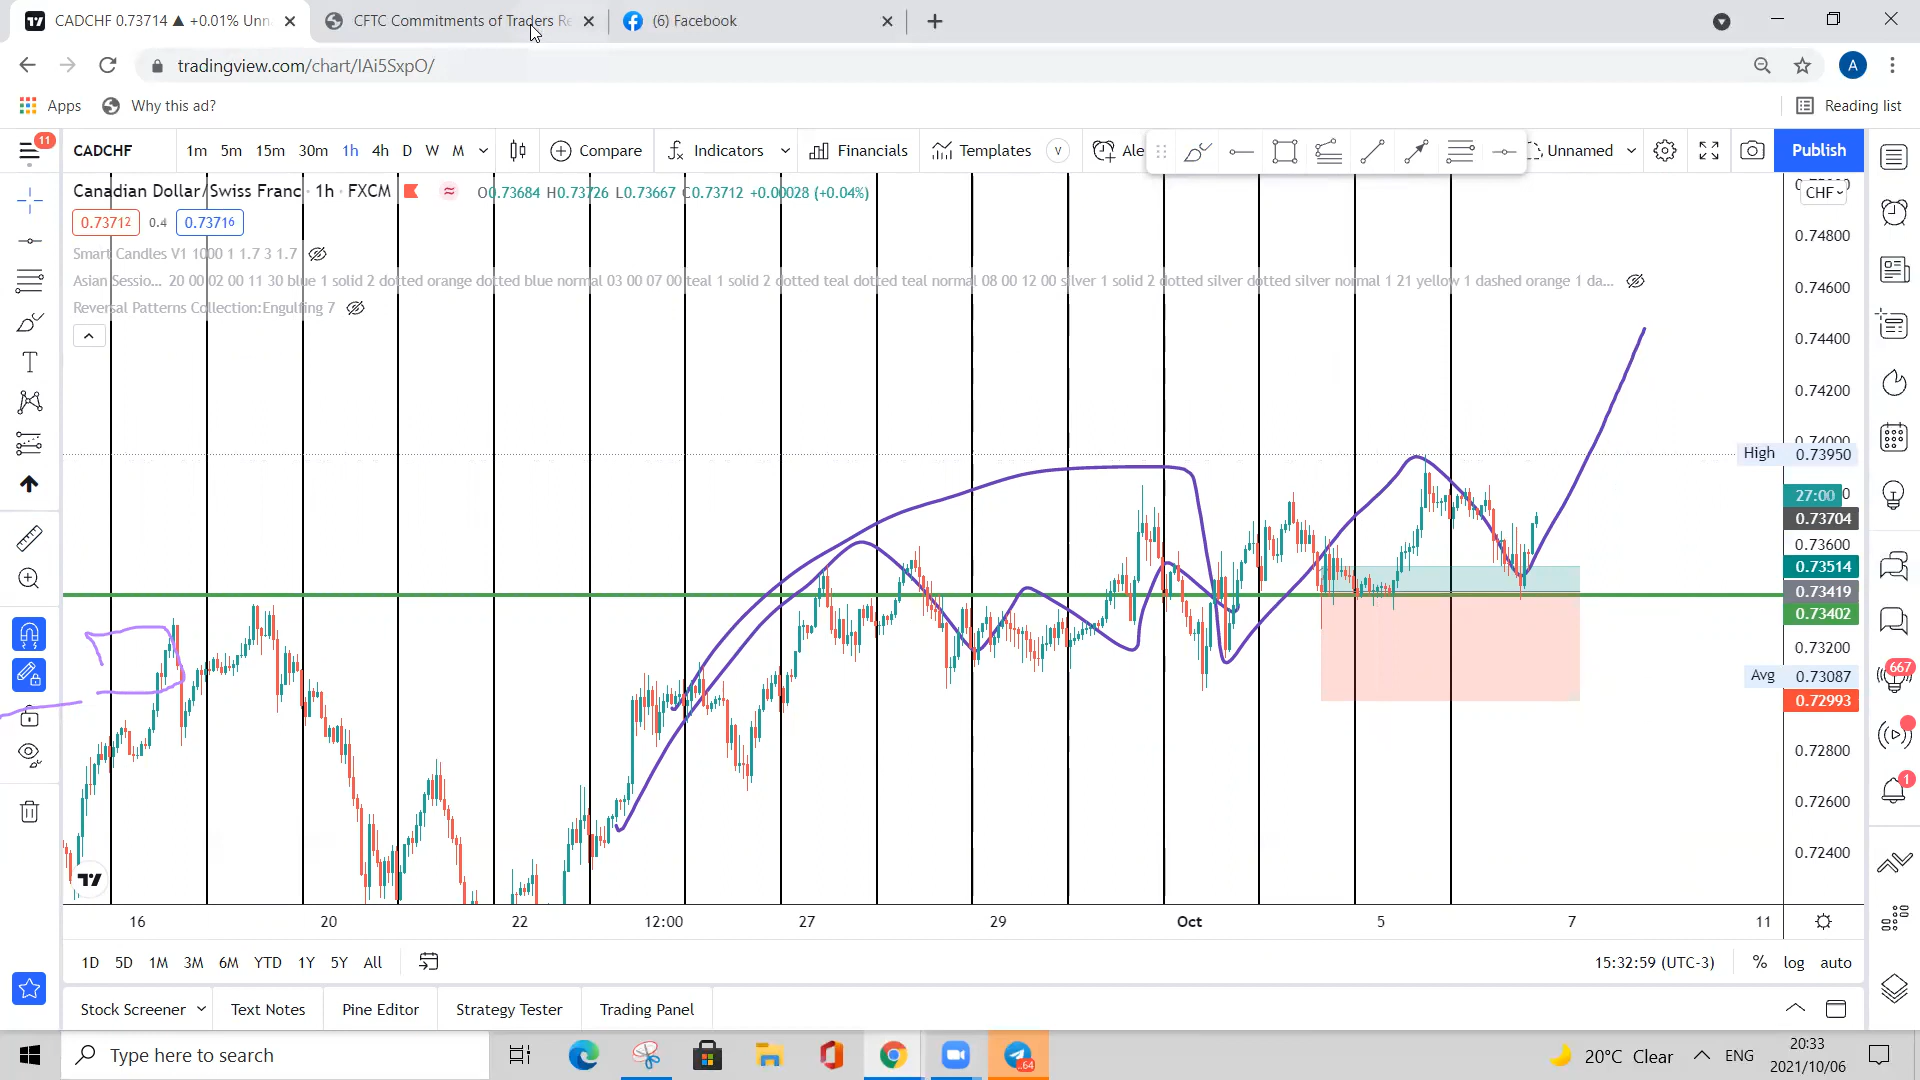 CADCHF 0.73714 ▲ +0.01% Unn
CFTC Commitments of Traders Re
(6) Facebook
tradingview.com/chart/IAi5SxpO/
A
Apps
Why this ad?
Reading list
11
CADCHF
1m 5m 15m 30m 1h 4h D W M
Compare
Indicators
Financials
Templates
V
Ale
Unnamed
Publish
Canadian Dollar/Swiss Franc · 1h · FXCM
O0.73684 H0.73726 L0.73667 C0.73712 +0.00028 (+0.04%)
CHF
0.73712 0.4 0.73716
Smart Candles V1 1000 1 1.7 3 1.7
Asian Sessio... 20 00 02 00 11 30 blue 1 solid 2 dotted orange dotted blue normal 03 00 07 00 teal 1 solid 2 dotted teal dotted teal normal 08 00 12 00 silver 1 solid 2 dotted silver dotted silver normal 1 21 yellow 1 dashed orange 1 da...
Reversal Patterns Collection:Engulfing 7
0.74800
0.74600
0.74400
0.74200
0.74000
High 0.73950
27:00
0.73704
0.73600
0.73514
0.73419
0.73402
0.73200
Avg 0.73087
0.72993
0.72800
0.72600
0.72400
667
1
16 20 22 12:00 27 29 Oct 5 7 11
1D 5D 1M 3M 6M YTD 1Y 5Y All
15:32:59 (UTC-3) % log auto
Stock Screener Text Notes Pine Editor Strategy Tester Trading Panel
Type here to search
64
20°C Clear
ENG
20:33
2021/10/06